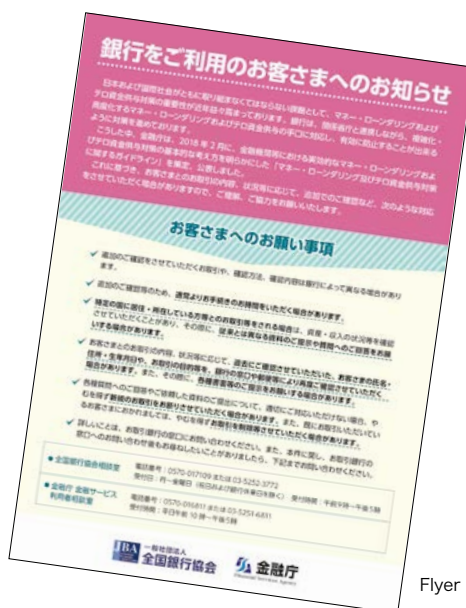 銀行をご利用のお客さまへのお知らせ
日本および国際社会がともに取り組まなくてはならない課題として、マネー・ローンダリングおよび
テロ資金供与対策の重要性が近年益々高まっております。銀行は、関係省庁と連携しながら、複雑化・
高度化するマネー・ローンダリングおよびテロ資金供与の手口に対応し、有効に防止することが出来る
ように対策を進めております。
こうした中、金融庁は、2018年2月に、金融機関等における実効的なマネー・ローンダリングおよ
びテロ資金供与対策の基本的な考え方を明らかにした「マネー・ローンダリング及びテロ資金供与対策
に関するガイドライン」を策定、公表しました。
これに基づき、お客さまとのお取引の内容、状況等に応じて、追加でのご確認など、次のような対応
をさせていただく場合がありますので、ご理解、ご協力をお願いいたします。
お客さまへのお願い事項
✓ 追加のご確認をさせていただくお取引や、確認方法、確認内容は銀行によって異なる場合があり
ます。
✓ 追加のご確認等のため、通常よりお手続きのお時間をいただく場合があります。
✓ 特定の国に居住・所在している方等とのお取引等をされる場合は、資産・収入の状況等を確認
させていただくことがあり、その際に、従来とは異なる資料のご提示や質問へのご回答をお願
いする場合があります。
✓ お客さまとのお取引の内容、状況等に応じて、過去にご確認させていただいた、お客さまの氏名・
住所・生年月日や、お取引の目的等を、銀行の窓口や郵便等により再度ご確認させていただく
場合があります。また、その際に、各種書面等のご提示をお願いする場合があります。
✓ 各種質問へのご回答やご依頼した資料のご提出について、適切にご対応いただけない場合、や
むを得ず新規のお取引をお断りさせていただく場合があります。また、既にお取引いただいてい
るお客さまにおかれましては、やむを得ずお取引を制限等させていただく場合があります。
✓ 詳しいことは、お取引銀行の窓口にお問い合わせください。また、本件に関し、お取引銀行の
窓口へのお問い合わせ後もお尋ねしたいことがありましたら、下記までお問い合わせください。
● 全国銀行協会相談室
電話番号：0570-017109 または 03-5252-3772
受付日：月～金曜日（祝日および銀行休業日を除く） 受付時間：午前9時～午後5時
● 金融庁 金融サービス
利用者相談室
電話番号：0570-016811 または 03-5251-6811
受付時間：平日午前10時～午後5時
JBA 一般社団法人
全国銀行協会
金融庁
Financial Services Agency
Flyer